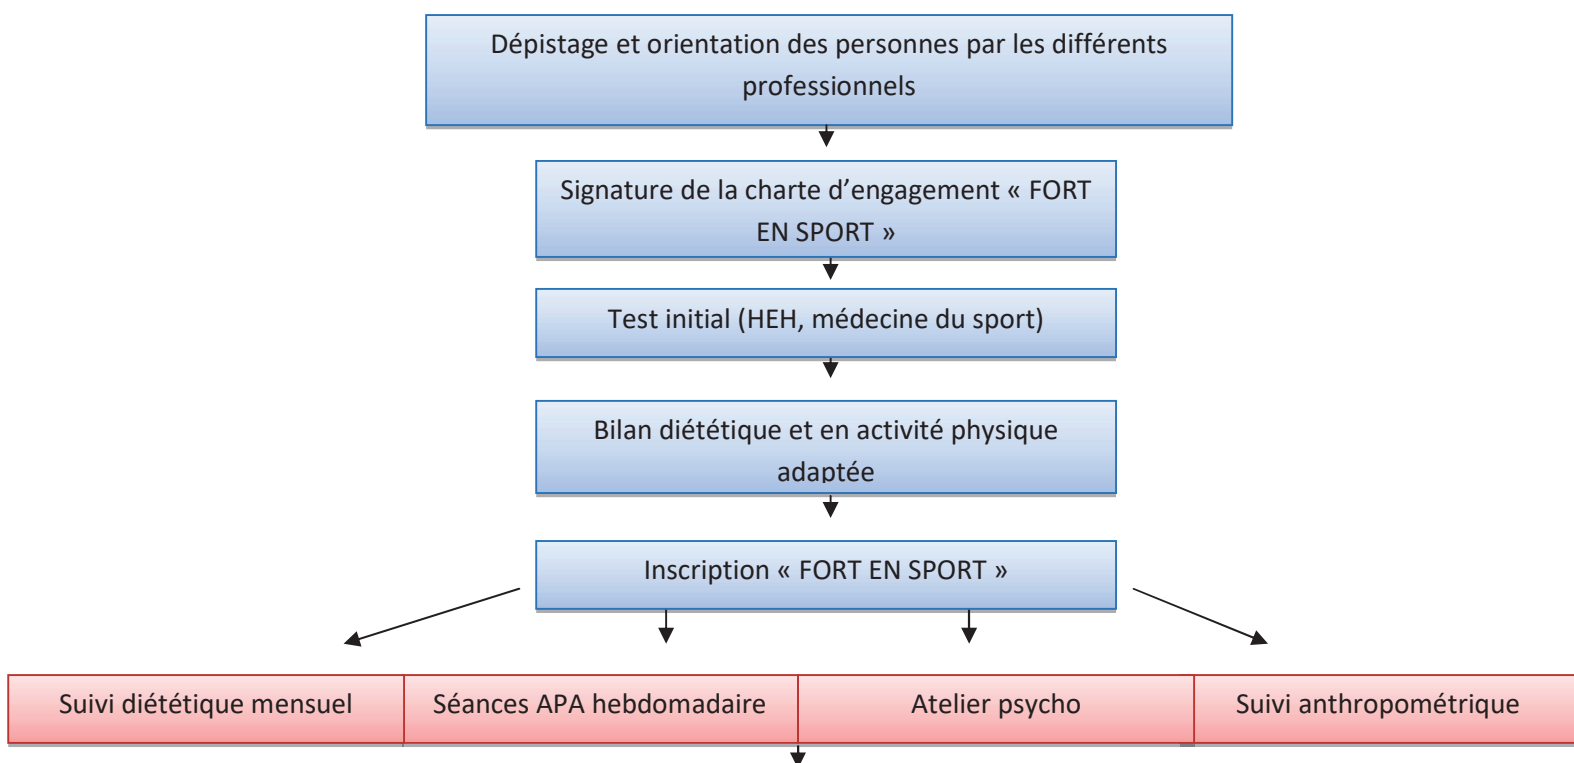 Dépistage et orientation des personnes par les différents
professionnels
Signature de la charte d’engagement « FORT
EN SPORT »
Test initial (HEH, médecine du sport)
Bilan diététique et en activité physique
adaptée
Inscription « FORT EN SPORT »
Suivi diététique mensuel
Séances APA hebdomadaire
Atelier psycho
Suivi anthropométrique